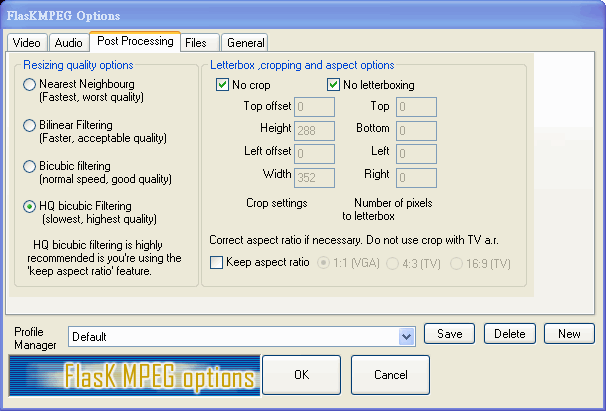 FlasKMPEG Options
Video Audio Post Processing Files General
Resizing quality options
Nearest Neighbourg
(Fastest, worst quality)
Bilinear Filtering
(Faster, acceptable quality)
Bicubic filtering
(normal speed, good quality)
HQ bicubic Filtering
(slowest, highest quality)
HQ bicubic filtering is highly
recommended is you're using the
'keep aspect ratio' feature.
Letterbox ,cropping and aspect options
No crop No letterboxing
Top offset 0 Top 0
Height 288 Bottom 0
Left offset 0 Left 0
Width 352 Right 0
Crop settings
Number of pixels
to letterbox
Correct aspect ratio if necessary. Do not use crop with TV a.r.
Keep aspect ratio 1:1 (VGA) 4:3 (TV) 16:9 (TV)
Profile
Manager
Default Save Delete New
FlasK MPEG options OK Cancel